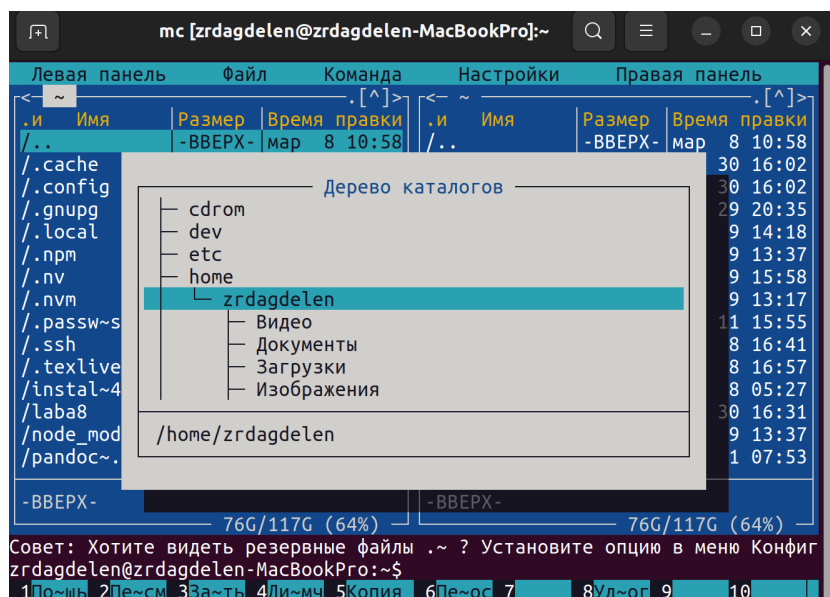 mc [zrdagdelen@zrdagdelen-MacBookPro]:~
Левая панель Файл Команда Настройки Правая панель
<─ ~ .[^]> <─ ~ .[^]>
.и Имя Размер Время правки .и Имя Размер Время правки
/.. -ВВЕРХ- мар 8 10:58 /.. -ВВЕРХ- мар 8 10:58
/.cache 30 16:02
/.config 30 16:02
/.gnupg 29 20:35
/.local 9 14:18
/.npm 9 13:37
/.nv 9 15:58
/.nvm 9 13:17
/.passw~s 11 15:55
/.ssh 8 16:41
/.texlive 8 16:57
/instal~4 8 05:27
/laba8 30 16:31
/node_mod 9 13:37
/pandoc~. 1 07:53
Дерево каталогов
cdrom
dev
etc
home
zrdagdelen
Видео
Документы
Загрузки
Изображения
/home/zrdagdelen
-ВВЕРХ- -ВВЕРХ-
76G/117G (64%) 76G/117G (64%)
Совет: Хотите видеть резервные файлы .~ ? Установите опцию в меню Конфиг
zrdagdelen@zrdagdelen-MacBookPro:~$
1По~щь 2Ме~см 3За~ть 4Ли~мч 5Копия 6Пе~ос 7 8Уд~ог 9 10